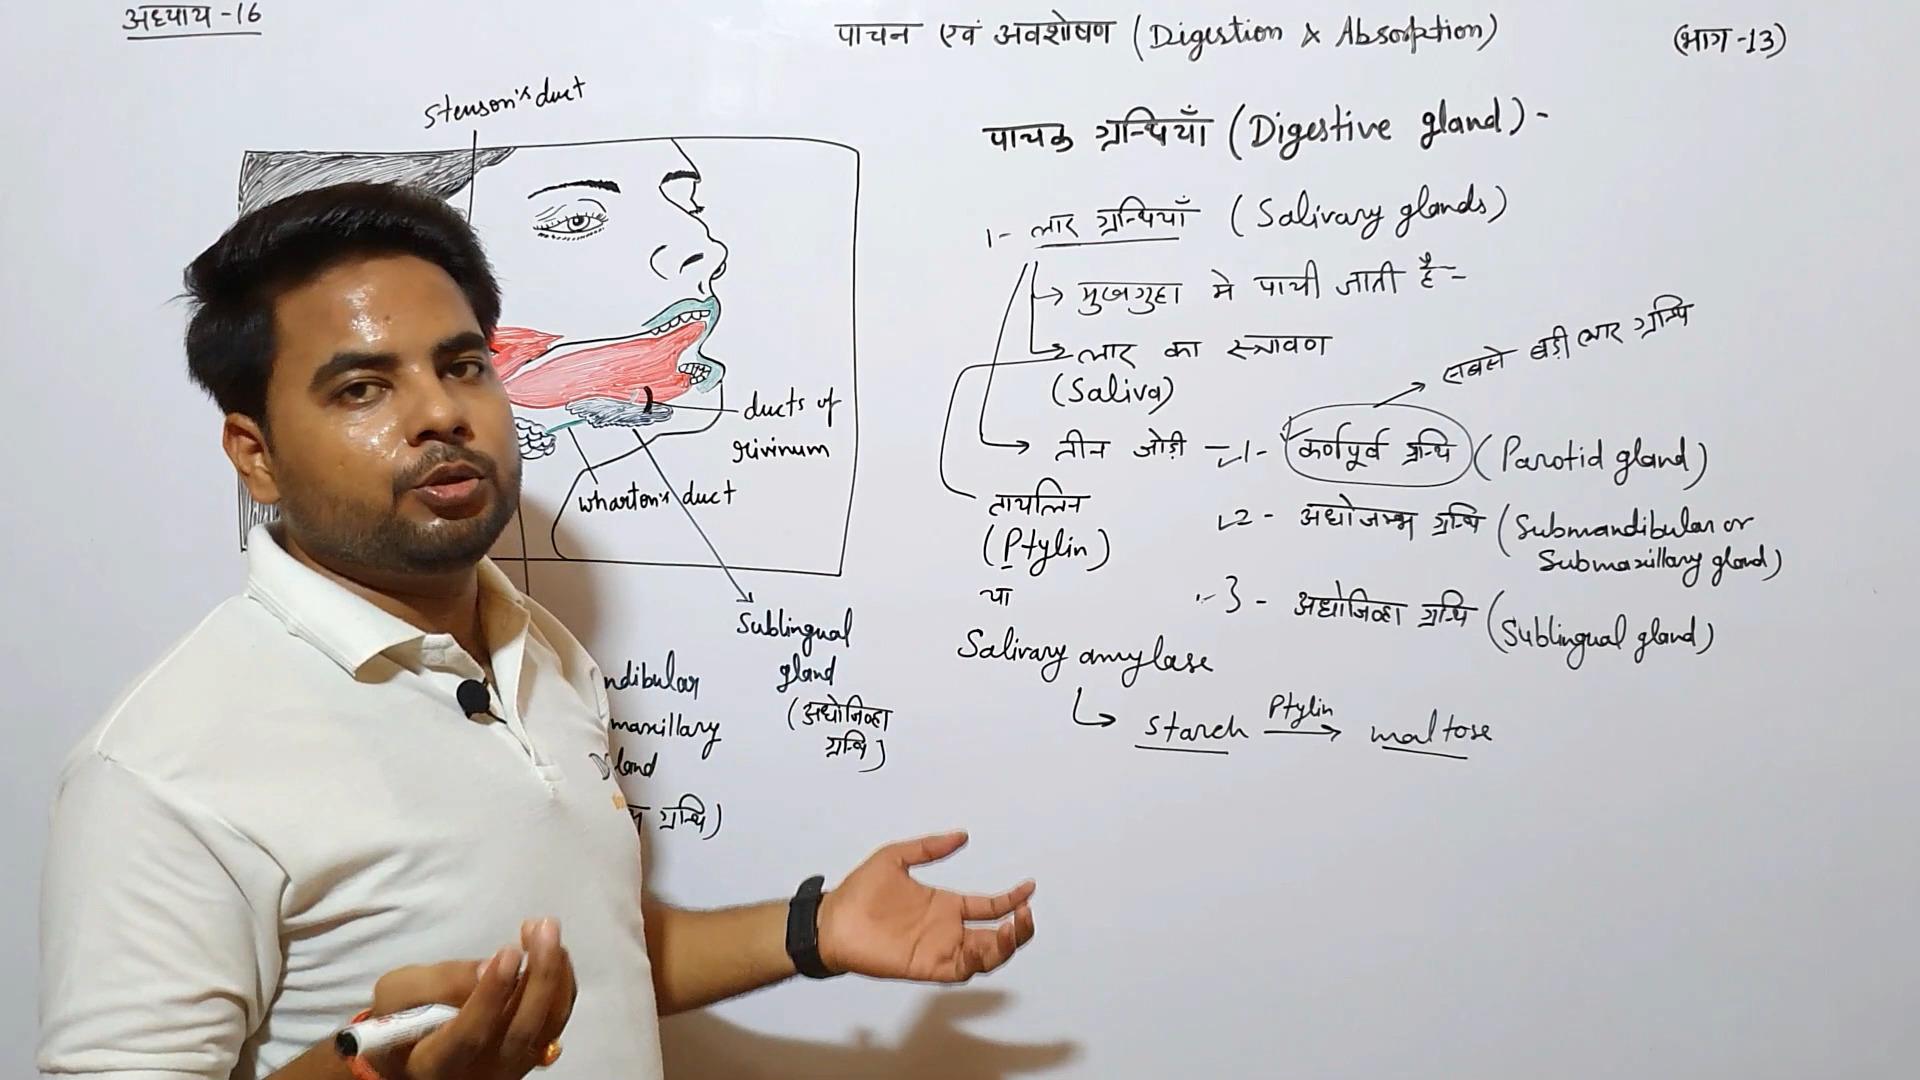 अध्याय -16
पाचन एवं अवशोषण (Digestion & Absorption)
(भाग -13)
Stenson's duct
ducts of
rivinum
Wharton's duct
Sublingual
gland
(अधोजिव्हा
ग्रन्थि)
ndibular
maxillary
land
ग्रन्थि)
पाचक ग्रन्थियाँ (Digestive gland) -
1- लार ग्रन्थियाँ (Salivary glands)
→ मुखगुहा मे पायी जाती है -
→ लार का स्त्रावण
(Saliva)
सबसे बड़ी लार ग्रन्थि
→ तीन जोड़ी - 1- कर्णपूर्व ग्रन्थि (Parotid gland)
2 - अधोजम्भ ग्रन्थि (Submandibular or
Submaxillary gland)
3 - अधोजिव्हा ग्रन्थि (Sublingual gland)
टायलिन
(Ptylin)
या
Salivary amylase
Starch Ptylin → maltose